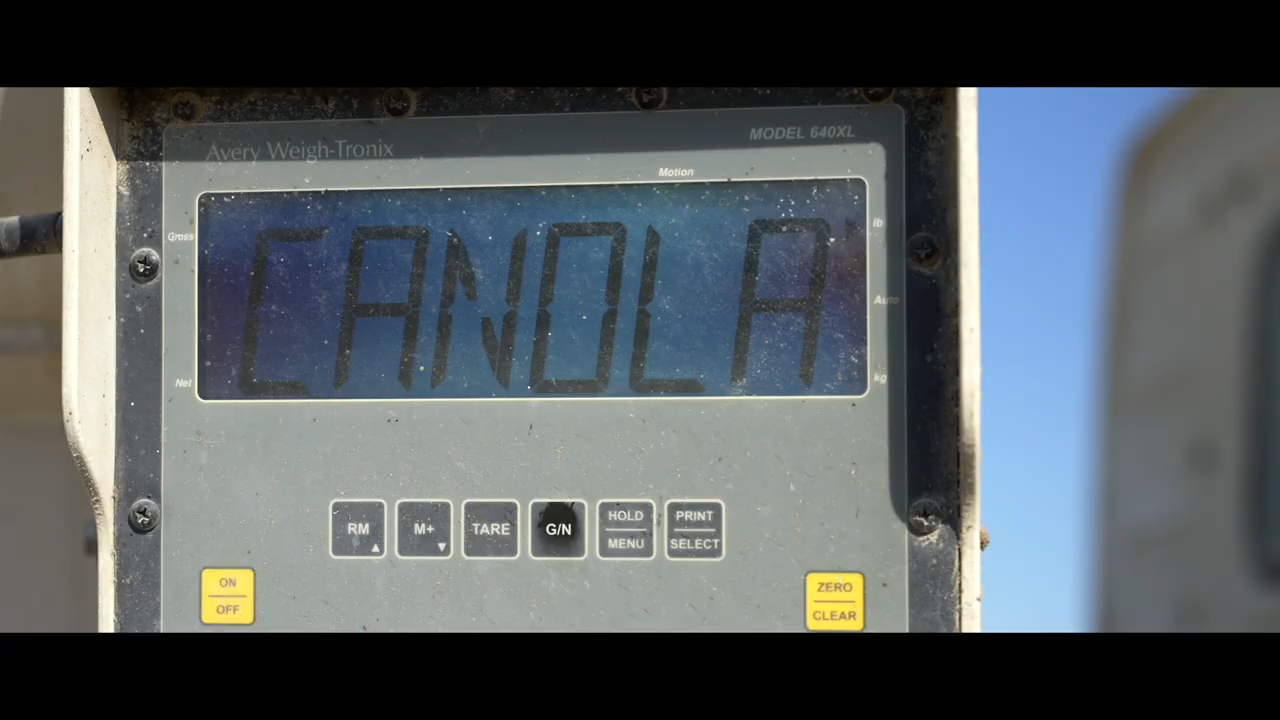 Avery Weigh-Tronix
MODEL 640XL
Motion
Gross
lb
CANOLA
Auto
Net
kg
RM
M+
TARE
G/N
HOLD
MENU
PRINT
SELECT
ON
OFF
ZERO
CLEAR